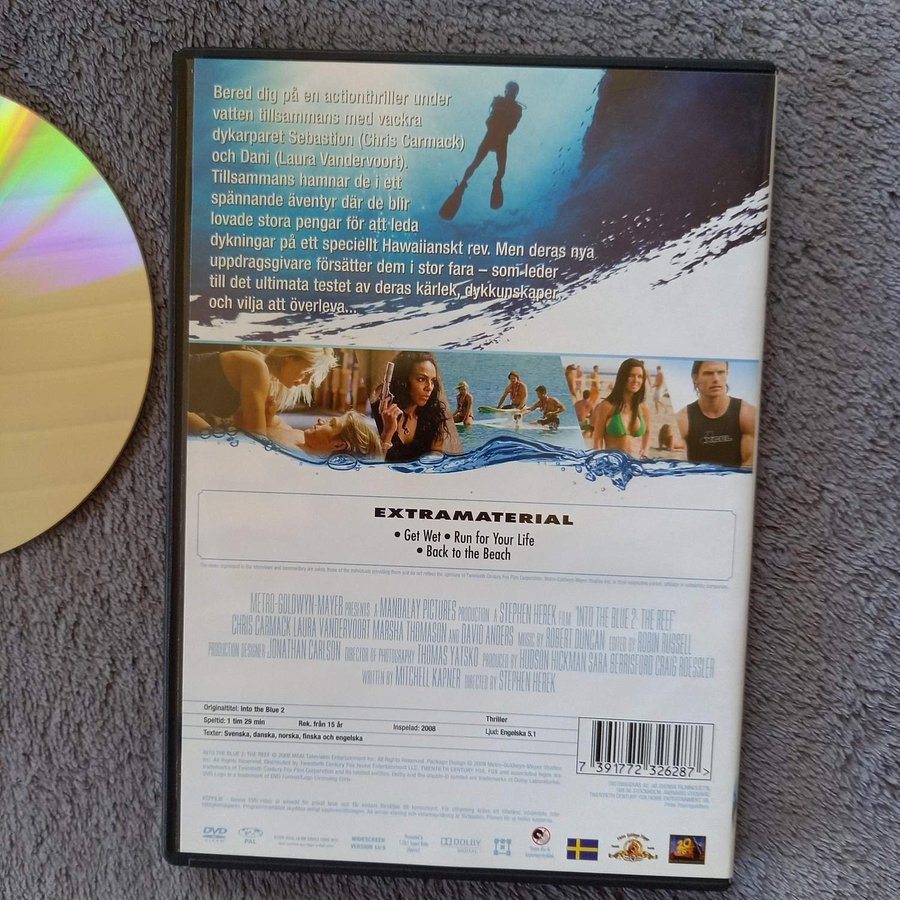 Bered dig på en actionthriller under
vatten tillsammans med vackra
dykarparet Sebastion (Chris Carmack)
och Dani (Laura Vandervoort).
Tillsammans hamnar de i ett
spännande äventyr där de blir
lovade stora pengar för att leda
dykningar på ett speciellt Hawaiianskt rev. Men deras nya
uppdragsgivare försätter dem i stor fara – som leder
till det ultimata testet av deras kärlek, dykkunskaper
och vilja att överleva...
EXTRAMATERIAL
• Get Wet • Run for Your Life
• Back to the Beach
METRO-GOLDWYN-MAYER PRESENTS A MANDALAY PICTURES PRODUCTION A STEPHEN HEREK FILM "INTO THE BLUE 2: THE REEF"
CHRIS CARMACK LAURA VANDERVOORT MARSHA THOMASON AND DAVID ANDERS MUSIC BY ROBERT DUNCAN EDITED BY ROBIN RUSSELL
PRODUCTION DESIGNER JONATHAN CARLSON DIRECTOR OF PHOTOGRAPHY THOMAS YATSKO PRODUCED BY HUDSON HICKMAN SARA BERRISFORD CRAIG ROESSLER
WRITTEN BY MITCHELL KAPNER DIRECTED BY STEPHEN HEREK
Originaltitel: Into the Blue 2
Thriller
Speltid: 1 tim 29 min Rek. från 15 år Inspelad: 2008 Ljud: Engelska 5.1
Texter: Svenska, danska, norska, finska och engelska
7 391772 326287 >
DVD
PAL
WIDESCREEN
DOLBY